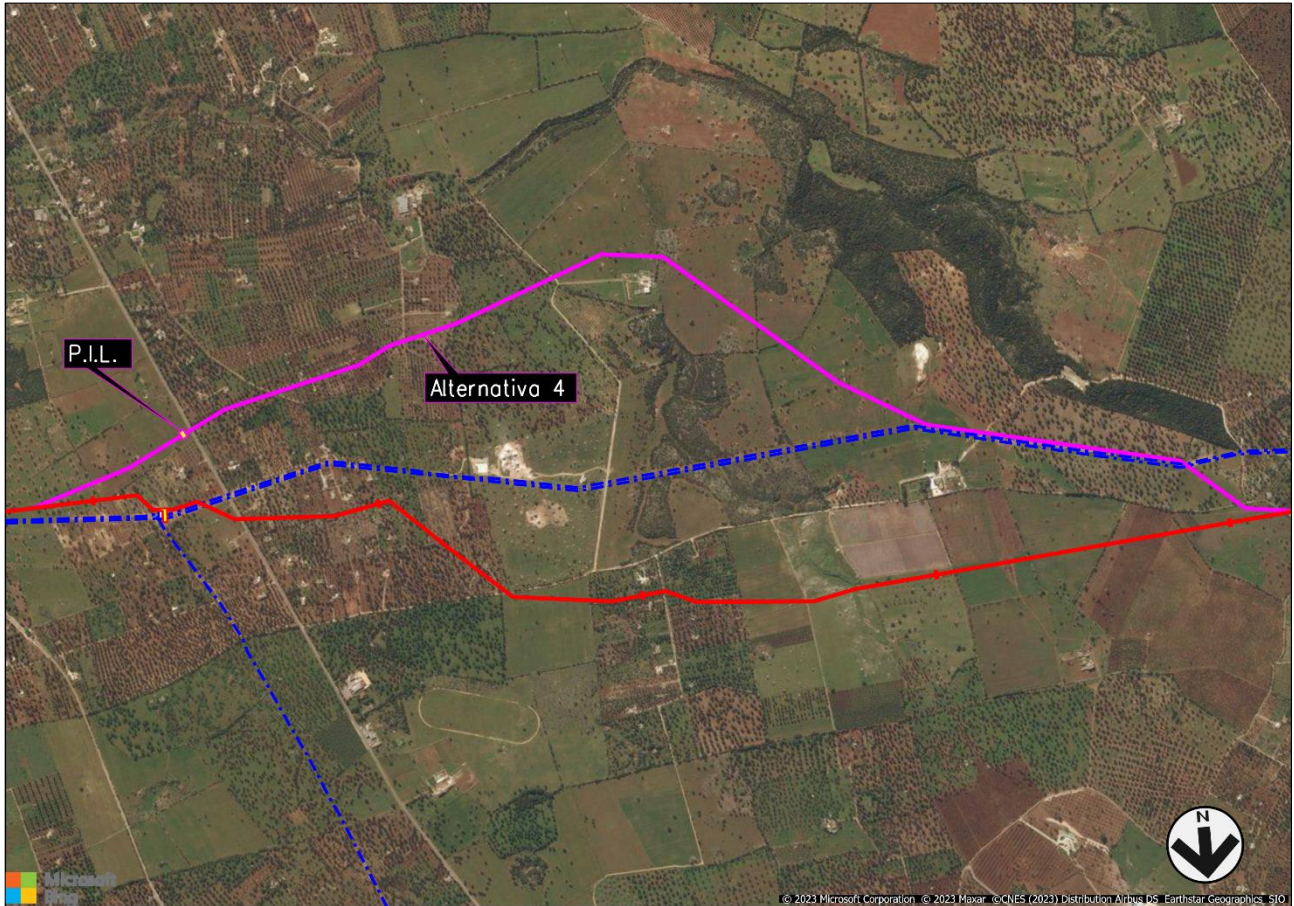 P.I.L.
Alternativa 4
N
Microsoft
Bing
© 2023 Microsoft Corporation © 2023 Maxar ©CNES (2023) Distribution Airbus DS Earthstar Geographics SIO